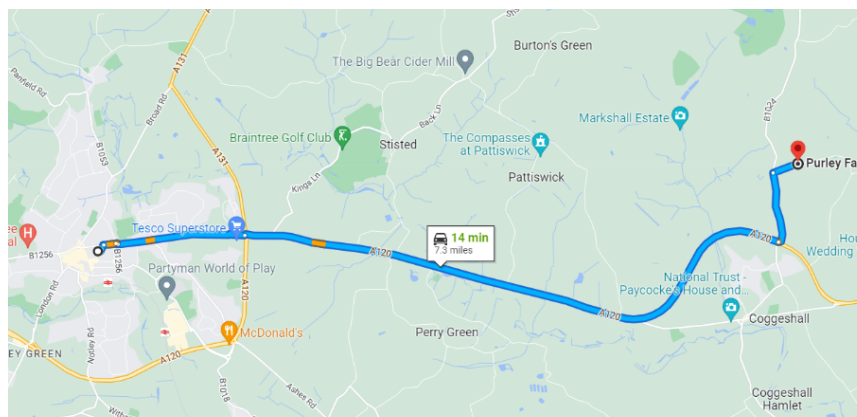 Burton's Green
The Big Bear Cider Mill
A131
Panfield Rd
Broad Rd
B1053
A131
B1024
Markshall Estate
Braintree Golf Club
Stisted
Back Ln
The Compasses
at Pattiswick
Kings Ln
Pattiswick
Purley Fa
Tesco Superstore
14 min
7.3 miles
A120
A120
B1256
B1256
Partyman World of Play
A120
Wedding
National Trust -
Paycocke's House and...
London Rd
Notley Rd
A120
Coggeshall
McDonald's
Perry Green
EY GREEN
A120
B1018
Ashes Rd
Coggeshall
Hamlet